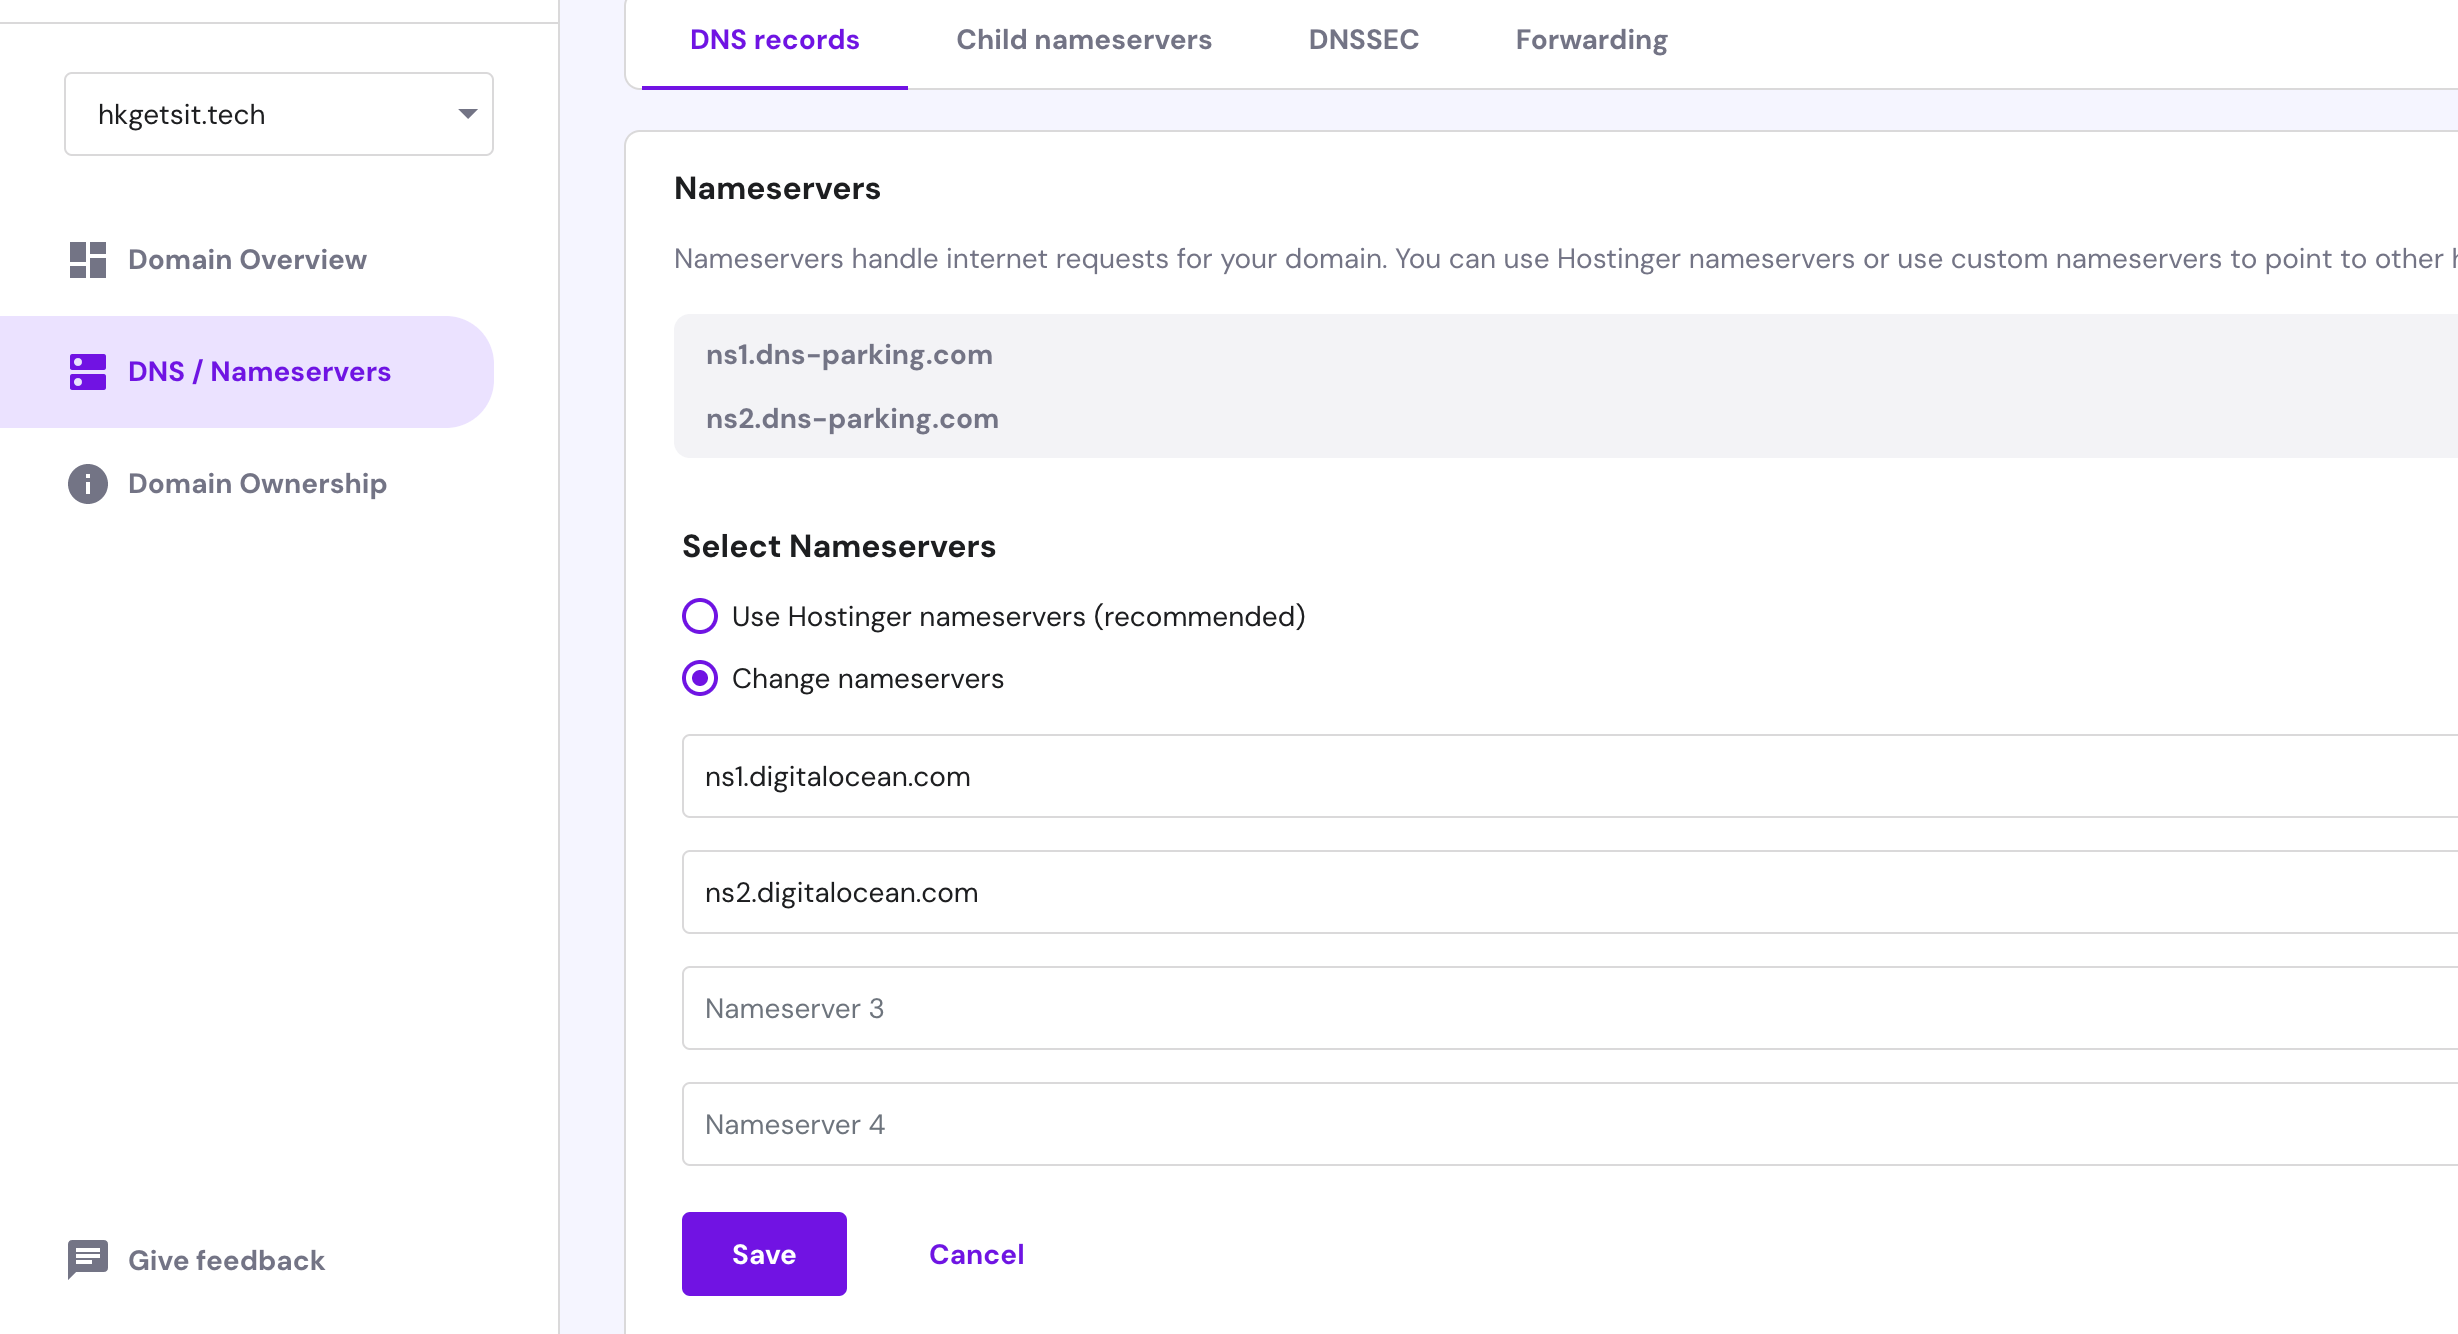 hkgetsit.tech
Domain Overview
DNS / Nameservers
Domain Ownership
Give feedback
DNS records
Child nameservers
DNSSEC
Forwarding
Nameservers
Nameservers handle internet requests for your domain. You can use Hostinger nameservers or use custom nameservers to point to other
ns1.dns-parking.com
ns2.dns-parking.com
Select Nameservers
Use Hostinger nameservers (recommended)
Change nameservers
ns1.digitalocean.com
ns2.digitalocean.com
Nameserver 3
Nameserver 4
Save
Cancel